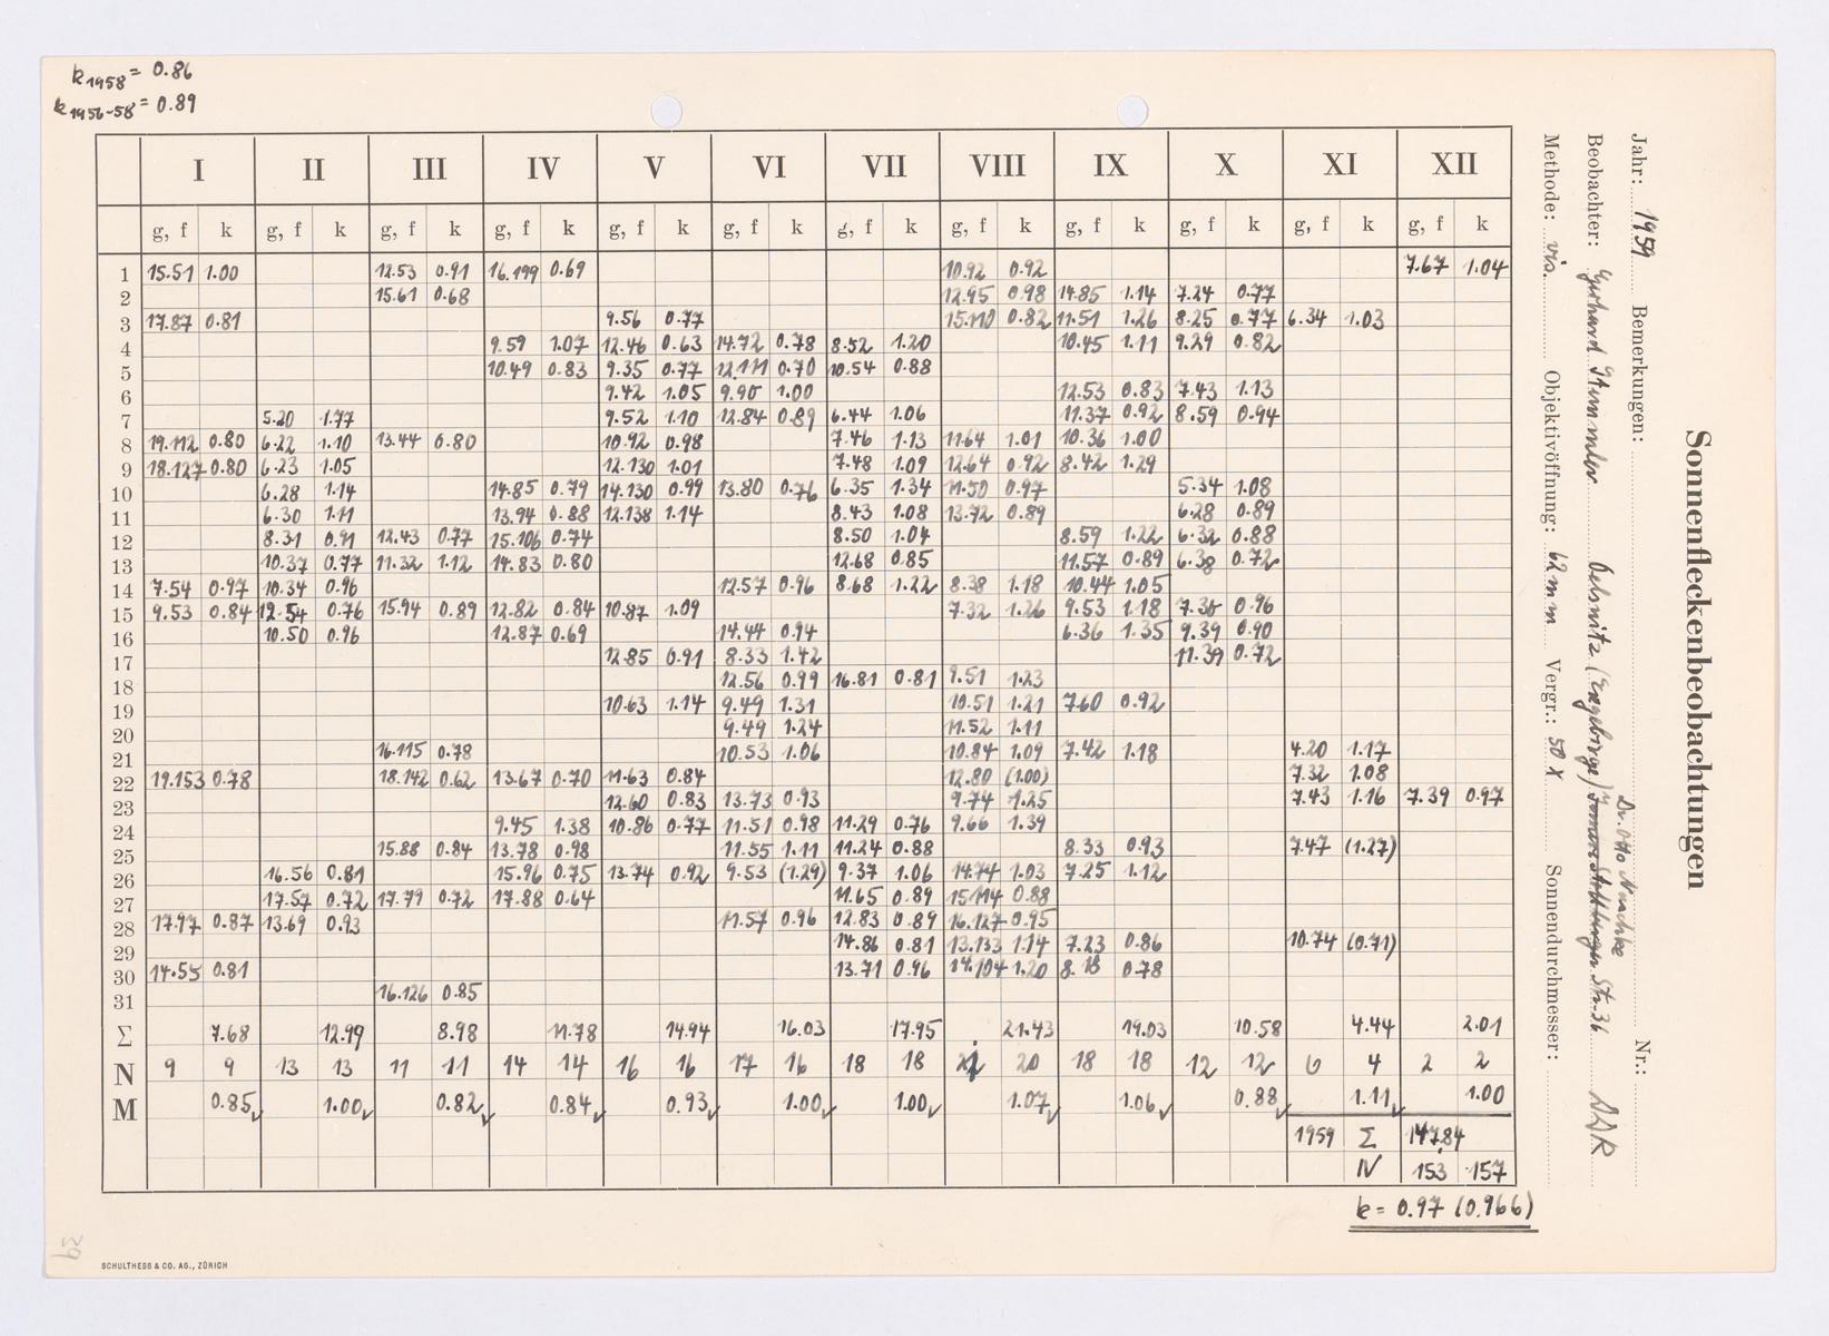 k1958 = 0.86
k1956-58 = 0.89
I II III IV V VI VII VIII IX X XI XII
g, f k g, f k g, f k g, f k g, f k g, f k g, f k g, f k g, f k g, f k g, f k g, f k
1 15.51 1.00 12.53 0.91 16.199 0.69 10.92 0.92 7.67 1.04
2 15.61 0.68 12.95 0.98 14.85 1.14 7.24 0.77
3 17.87 0.81 9.56 0.77 15.110 0.82 11.51 1.26 8.25 0.77 6.34 1.03
4 9.59 1.07 12.46 0.63 14.72 0.78 8.52 1.20 10.45 1.11 9.29 0.82
5 10.49 0.83 9.35 0.77 12.111 0.70 10.54 0.88
6 9.42 1.05 9.90 1.00 12.53 0.83 7.43 1.13
7 5.20 1.77 9.52 1.10 12.84 0.89 6.44 1.06 11.37 0.92 8.59 0.94
8 19.112 0.80 6.22 1.10 13.44 0.80 10.92 0.98 7.46 1.13 11.64 1.01 10.36 1.00
9 18.127 0.80 6.23 1.05 12.130 1.01 7.48 1.09 12.64 0.92 8.42 1.29
10 6.28 1.14 14.85 0.79 14.130 0.99 13.80 0.76 6.35 1.34 11.50 0.97 5.34 1.08
11 6.30 1.11 13.94 0.88 12.138 1.14 8.43 1.08 13.72 0.89 6.28 0.89
12 8.31 0.91 12.43 0.77 15.106 0.74 8.50 1.04 8.59 1.22 6.32 0.88
13 10.37 0.77 11.32 1.12 14.83 0.80 12.68 0.85 11.57 0.89 6.38 0.72
14 7.54 0.97 10.34 0.96 12.57 0.96 8.68 1.22 8.38 1.18 10.44 1.05
15 9.53 0.84 12.54 0.76 15.94 0.89 12.82 0.84 10.87 1.09 7.32 1.26 9.53 1.18 7.35 0.96
16 10.50 0.96 12.87 0.69 14.44 0.94 6.36 1.35 9.39 0.90
17 12.85 0.91 8.33 1.42 11.39 0.72
18 12.56 0.99 16.81 0.81 9.51 1.23
19 10.63 1.14 9.49 1.31 10.51 1.21 7.60 0.92
20 9.49 1.24 11.52 1.11
21 16.115 0.78 10.53 1.06 10.84 1.09 7.42 1.18 4.20 1.17
22 19.153 0.78 18.142 0.62 13.67 0.70 11.63 0.84 12.80 (1.00) 7.32 1.08
23 12.60 0.83 13.73 0.93 9.74 1.25 7.43 1.16 7.39 0.97
24 9.45 1.38 10.86 0.77 11.51 0.98 11.29 0.76 9.66 1.39
25 15.88 0.84 13.78 0.98 11.55 1.11 11.24 0.88 8.33 0.93 7.47 (1.27)
26 16.56 0.81 15.96 0.75 13.74 0.92 9.53 (1.29) 9.37 1.06 14.74 1.03 7.25 1.12
27 17.57 0.72 17.79 0.72 17.88 0.64 11.65 0.89 15.114 0.88
28 17.97 0.87 13.69 0.93 11.57 0.96 12.83 0.89 16.127 0.95
29 14.86 0.81 13.133 1.14 7.23 0.86 10.74 (0.71)
30 14.55 0.81 13.71 0.96 14.104 1.20 8.18 0.78
31 16.126 0.85
Σ 7.68 12.99 8.98 11.78 14.94 16.03 17.95 21.43 19.03 10.58 4.44 2.01
N 9 9 13 13 11 11 14 14 16 16 17 16 18 18 21 20 18 18 12 12 6 4 2 2
M 0.85 1.00 0.82 0.84 0.93 1.00 1.00 1.07 1.06 0.88 1.11 1.00
1959 Σ 147.84
N 153 157
k = 0.97 (0.966)
39
SCHULTHESS & CO. AG., ZÜRICH
Sonnenfleckenbeobachtungen
Jahr: 1959 Bemerkungen: Nr.:
Dr. Otto
Beobachter: Oelsnitz (Erzgebirge) Str. 36 DDR
Methode: vis. Objektivöffnung: 62 mm Vergr.: 50 x Sonnendurchmesser: